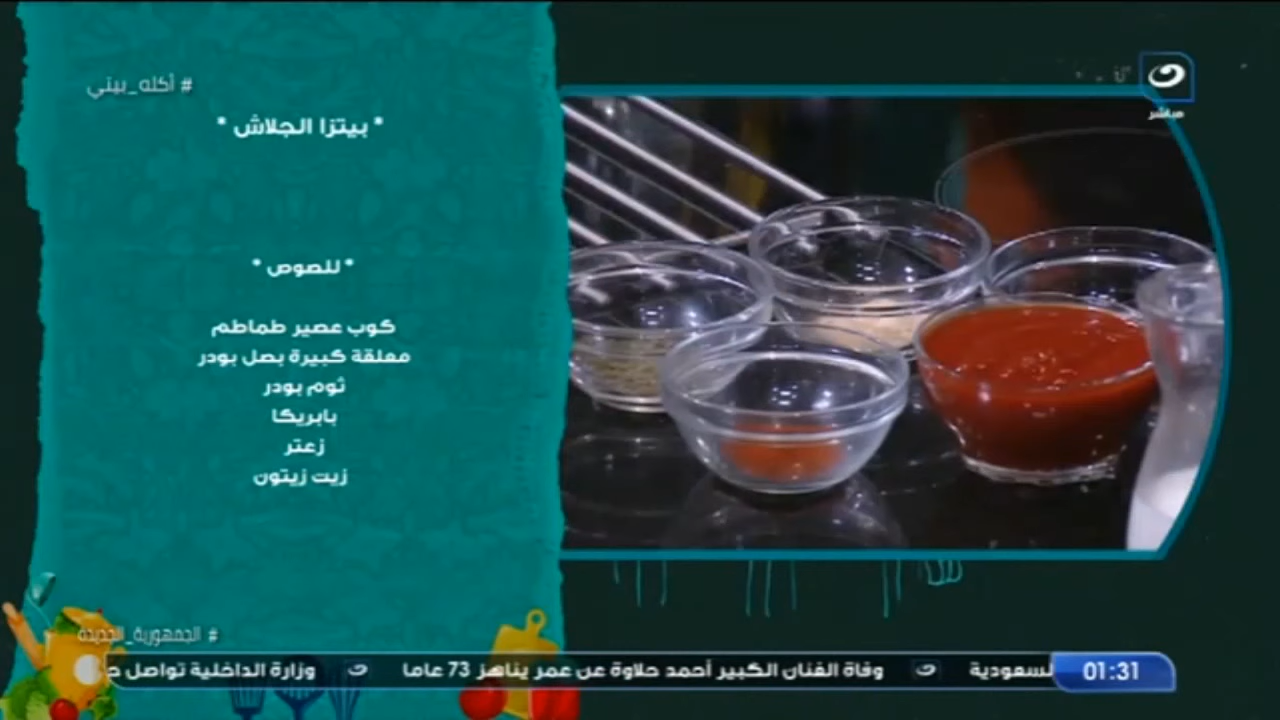 # أكله_بيتي
* بيتزا الجلاش *
* للصوص *
كوب عصير طماطم
معلقة كبيرة بصل بودر
ثوم بودر
بابريكا
زعتر
زيت زيتون
مباشر
# الجمهورية_الجديدة
لسعودية وفاة الفنان الكبير أحمد حلاوة عن عمر يناهز 73 عاما وزارة الداخلية تواصل
01:31